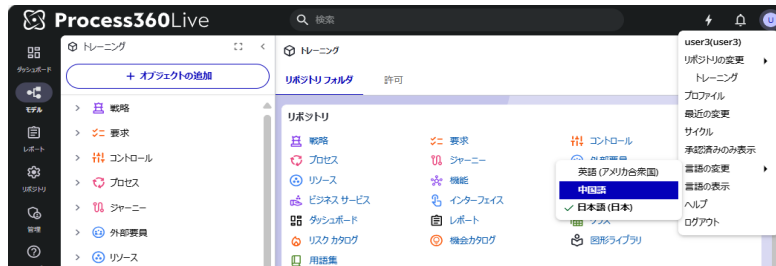 Process360Live
検索
U
ダッシュボード
モデル
レポート
リポジトリ
管理
トレーニング
+ オブジェクトの追加
戦略
要求
コントロール
プロセス
ジャーニー
外部要員
リソース
トレーニング
リポジトリ フォルダ
許可
リポジトリ
戦略
要求
コントロール
プロセス
ジャーニー
外部要員
リソース
機能
ビジネス サービス
インターフェイス
ダッシュボード
レポート
リスク カタログ
機会カタログ
図形ライブラリ
用語集
user3(user3)
リポジトリの変更
トレーニング
プロファイル
最近の変更
サイクル
承認済みのみ表示
言語の変更
言語の表示
ヘルプ
ログアウト
英語 (アメリカ合衆国)
中国語
日本語 (日本)